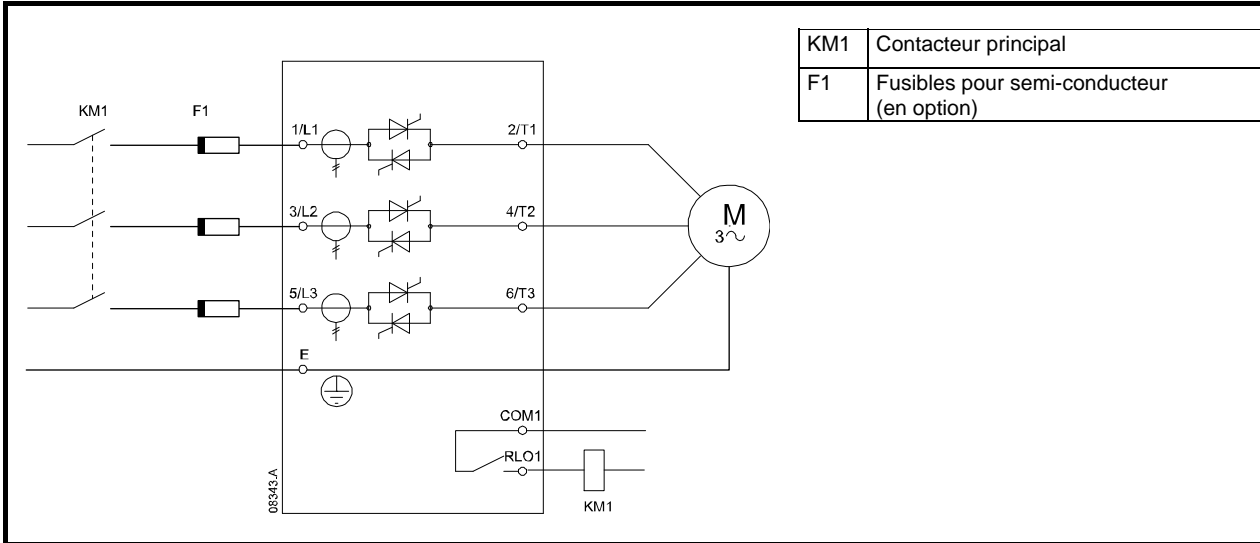 KM1 Contacteur principal
F1 Fusibles pour semi-conducteur
(en option)
KM1 F1
1/L1 2/T1
3/L2 4/T2
M
3~
5/L3 6/T3
E
COM1
RLO1
KM1
08343.A